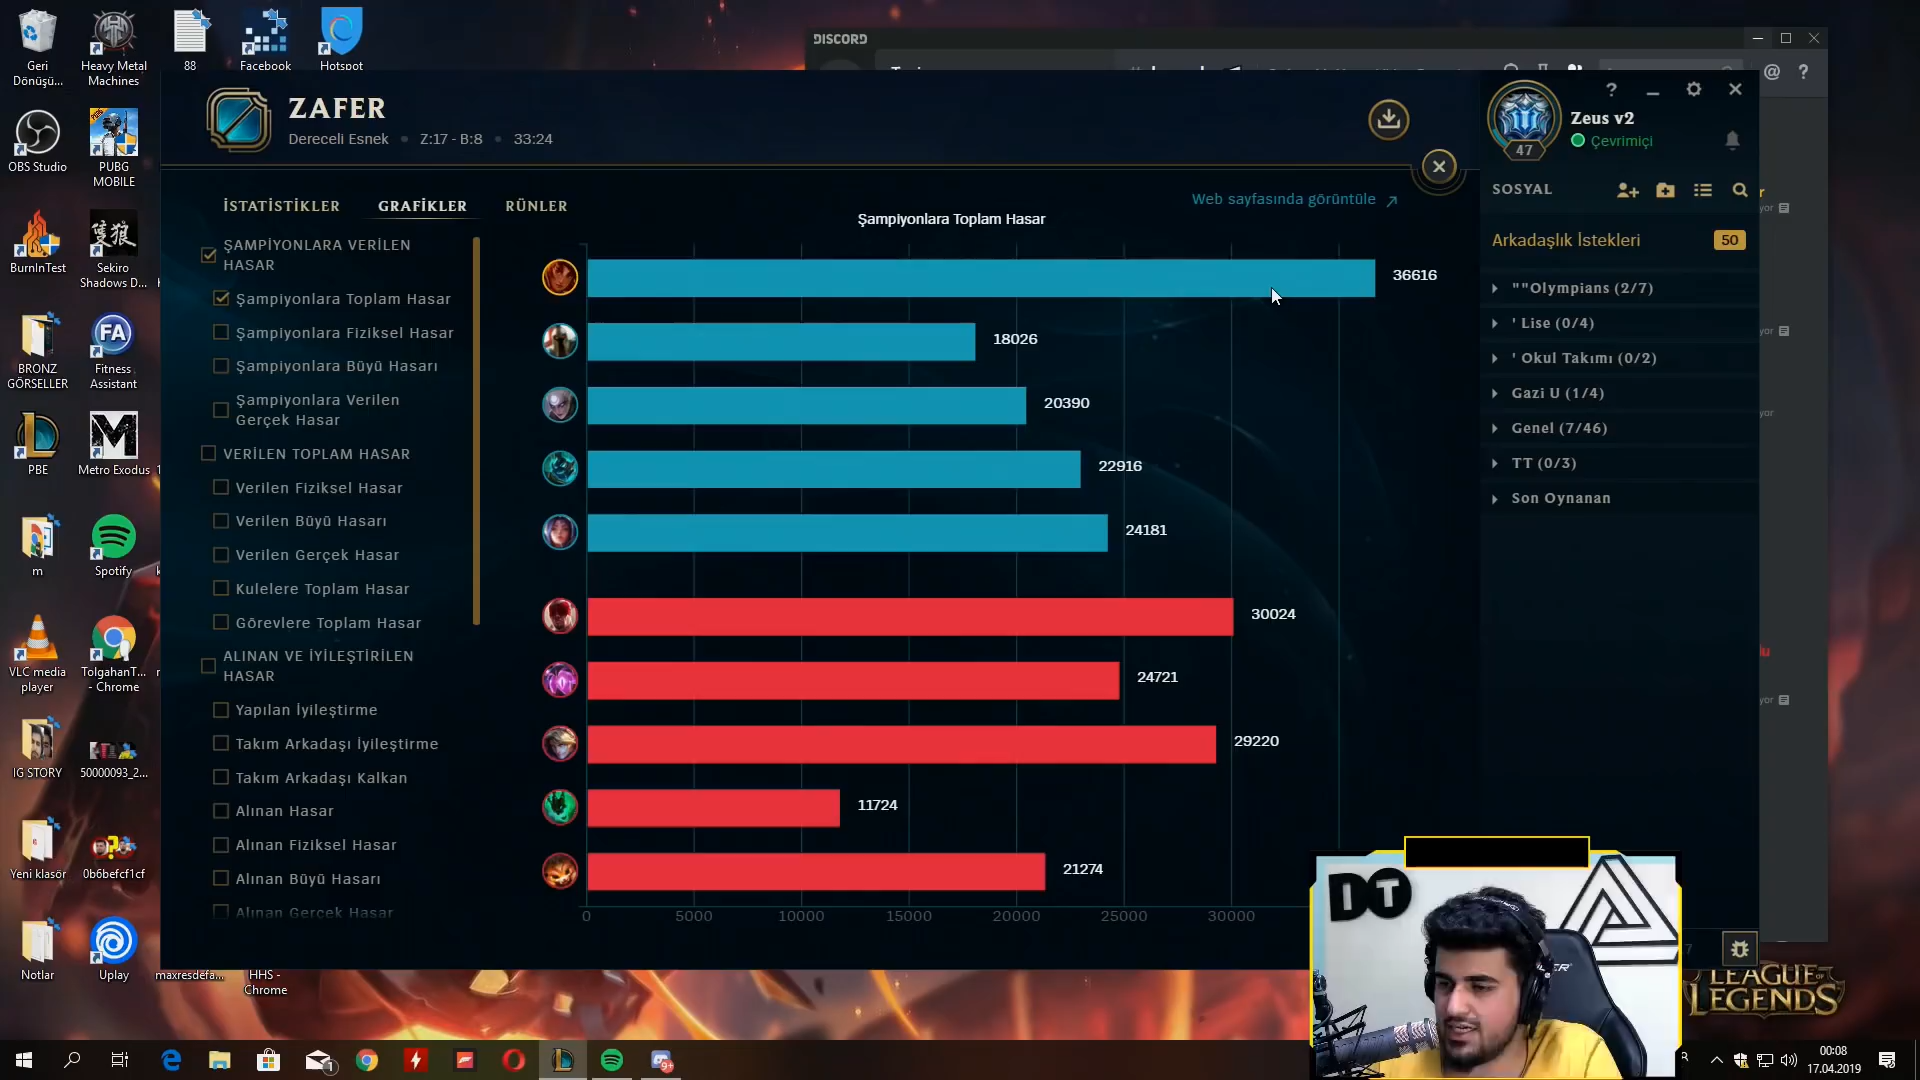 Geri
Dönüşü...
Heavy Metal
Machines
88
Facebook
Hotspot
OBS Studio
PUBG
MOBILE
BurnInTest
Sekiro
Shadows D...
BRONZ
GÖRSELLER
Fitness
Assistant
PBE
Metro Exodus
m
Spotify
VLC media
player
TolgahanT...
- Chrome
IG STORY
50000093_2...
Yeni klasör
0b6befcf1cf
Notlar
Uplay
maxresdefa...
HHS -
Chrome
DISCORD
ZAFER
Dereceli Esnek • Z:17 - B:8 • 33:24
İSTATİSTİKLER
GRAFİKLER
RÜNLER
Web sayfasında görüntüle
ŞAMPİYONLARA VERİLEN
HASAR
Şampiyonlara Toplam Hasar
Şampiyonlara Fiziksel Hasar
Şampiyonlara Büyü Hasarı
Şampiyonlara Verilen
Gerçek Hasar
VERİLEN TOPLAM HASAR
Verilen Fiziksel Hasar
Verilen Büyü Hasarı
Verilen Gerçek Hasar
Kulelere Toplam Hasar
Görevlere Toplam Hasar
ALINAN VE İYİLEŞTİRİLEN
HASAR
Yapılan İyileştirme
Takım Arkadaşı İyileştirme
Takım Arkadaşı Kalkan
Alınan Hasar
Alınan Fiziksel Hasar
Alınan Büyü Hasarı
Alınan Gerçek Hasar
Şampiyonlara Toplam Hasar
36616
18026
20390
22916
24181
30024
24721
29220
11724
21274
0
5000
10000
15000
20000
25000
30000
Zeus v2
Çevrimiçi
47
SOSYAL
Arkadaşlık İstekleri
50
""Olympians (2/7)
' Lise (0/4)
' Okul Takımı (0/2)
Gazi U (1/4)
Genel (7/46)
TT (0/3)
Son Oynanan
DT
LEAGUE OF
LEGENDS
1
9+
00:08
17.04.2019